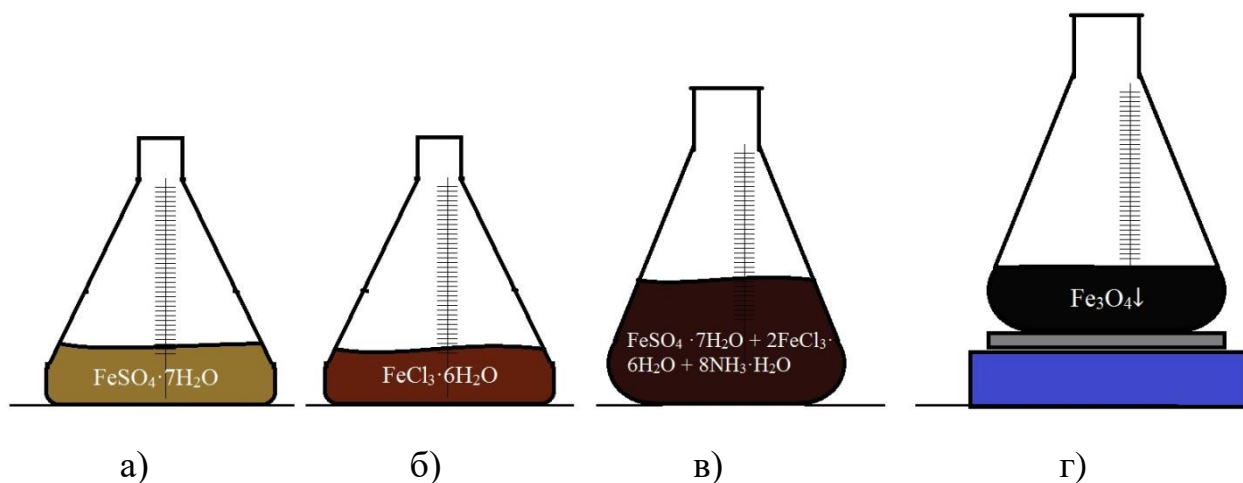 FeSO₄·7H₂O
FeCl₃·6H₂O
FeSO₄ ·7H₂O + 2FeCl₃·
6H₂O + 8NH₃·H₂O
Fe₃O₄↓
а)
б)
в)
г)